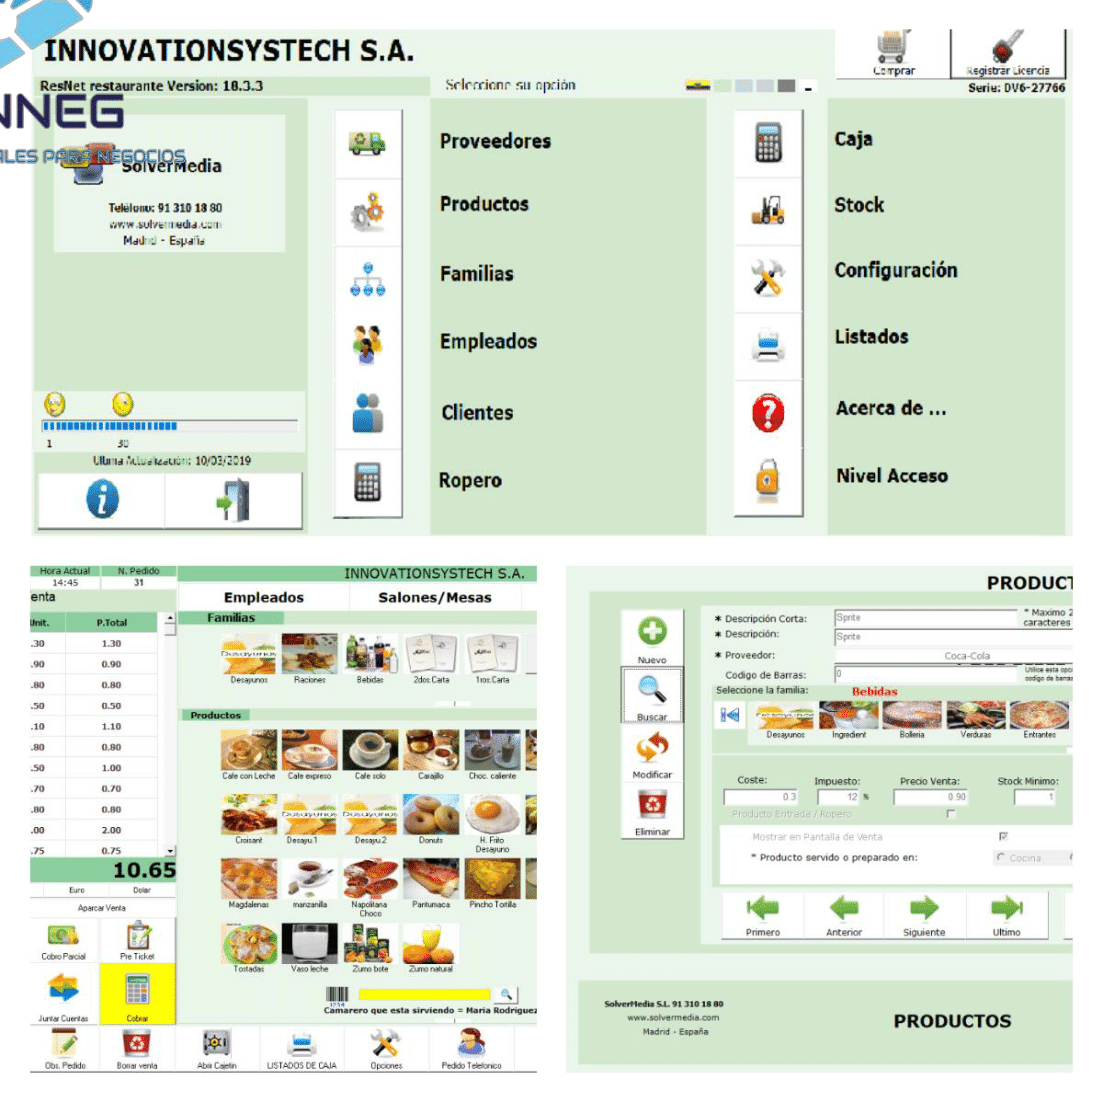 INNOVATIONSYSTECH S.A.
Comprar
Registrar Licencia
ResNet restaurante Version: 18.3.3
Seleccione su opción
Serie: DV6-27766
NNEG
ALES PARA NEGOCIOS
SolverMedia
Teléfono: 91 310 18 80
www.solvermedia.com
Madrid - España
Proveedores
Productos
Familias
Empleados
Clientes
Ropero
Caja
Stock
Configuración
Listados
Acerca de ...
Nivel Acceso
1 30
Ultima Actualización: 10/03/2019
Hora Actual N. Pedido
14:45 31
enta
Unit. P.Total
.30 1.30
.90 0.90
.80 0.80
.50 0.50
.10 1.10
.80 0.80
.50 1.00
.70 0.70
.80 0.80
.00 2.00
.75 0.75
10.65
Euro Dolar
Aparcar Venta
Cobro Parcial Pre Ticket
Juntar Cuentas Cobrar
Obs. Pedido Borrar venta
INNOVATIONSYSTECH S.A.
Empleados Salones/Mesas
Familias
Desayunos Raciones Bebidas 2dos.Carta 1ros.Carta
Productos
Cafe con Leche Cafe expreso Cafe solo Carajillo Choc. caliente
Croisant Desayu.1 Desayu.2 Donuts H. Frito Desayuno
Magdalenas manzanilla Napolitana Choco Pantumaca Pincho Tortilla
Tostadas Vaso leche Zumo bote Zumo natural
1234
Camarero que esta sirviendo = Maria Rodriguez
Abrir Cajetin LISTADOS DE CAJA Opciones Pedido Telefonico
PRODUCT
Nuevo
Buscar
Modificar
Eliminar
* Descripción Corta: Sprite * Maximo 2
caracteres
* Descripción: Sprite
* Proveedor: Coca-Cola
Codigo de Barras: 0 Utilice esta opci
codigo de barras
Seleccione la familia: Bebidas
Desayunos Ingredient Bolleria Verduras Entrantes
Coste: Impuesto: Precio Venta: Stock Minimo:
0.3 12 % 0.90 1
Producto Entrada / Ropero
Mostrar en Pantalla de Venta
* Producto servido o preparado en: Cocina
Primero Anterior Siguiente Ultimo
SolverMedia S.L. 91 310 18 80
www.solvermedia.com
Madrid - España
PRODUCTOS